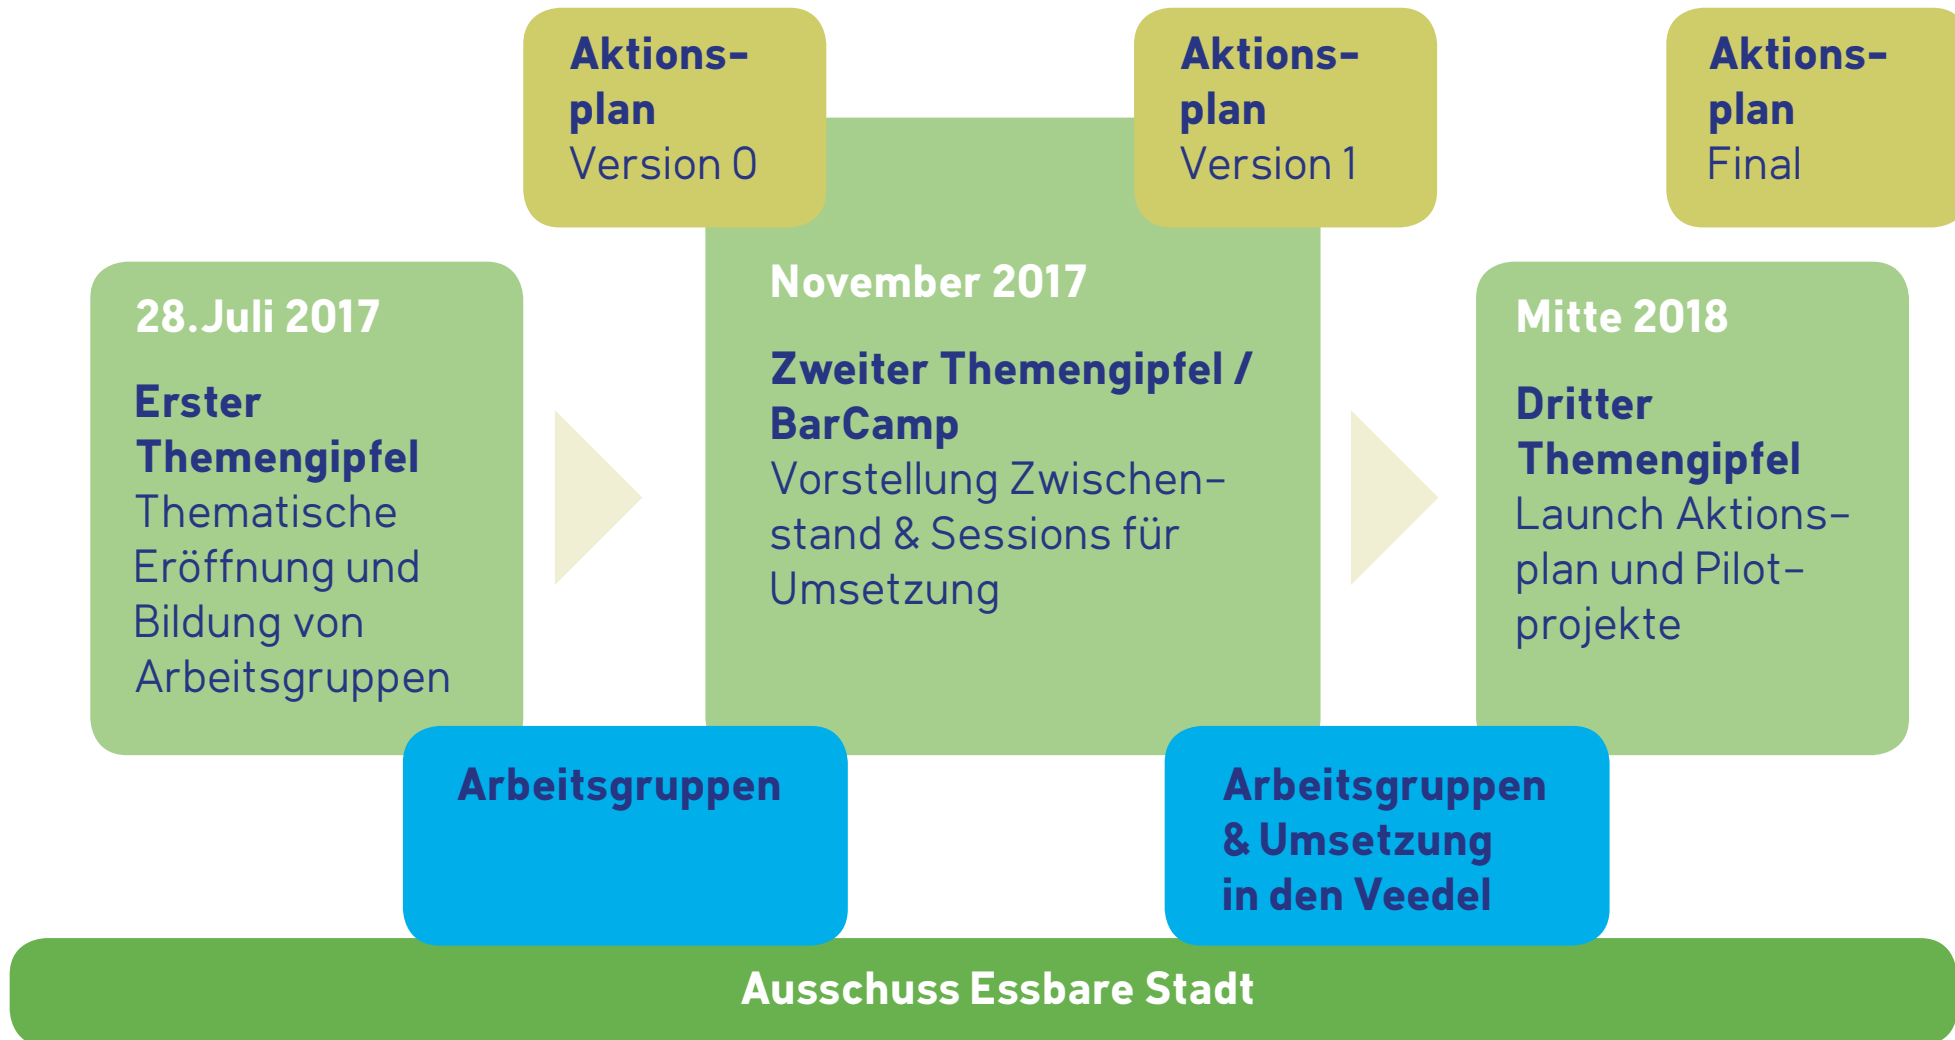 Aktions-
plan
Version 0
Aktions-
plan
Version 1
Aktions-
plan
Final
28.Juli 2017
Erster
Themengipfel
Thematische
Eröffnung und
Bildung von
Arbeitsgruppen
November 2017
Zweiter Themengipfel /
BarCamp
Vorstellung Zwischen-
stand & Sessions für
Umsetzung
Mitte 2018
Dritter
Themengipfel
Launch Aktions-
plan und Pilot-
projekte
Arbeitsgruppen
Arbeitsgruppen
& Umsetzung
in den Veedel
Ausschuss Essbare Stadt